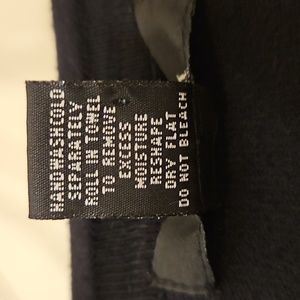 HANDWASH COLD
SEPARATELY
ROLL IN TOWEL
TO REMOVE
EXCESS
MOISTURE
RESHAPE
DRY FLAT
DO NOT BLEACH